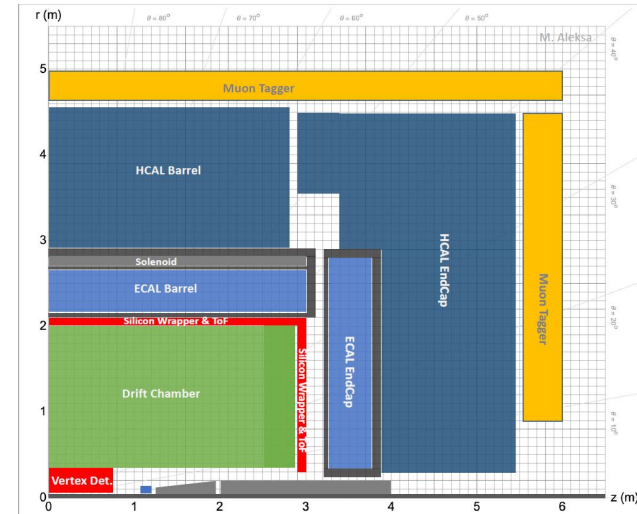 r (m)
θ = 80°
θ = 70°
θ = 60°
θ = 50°
M. Aleksa
θ = 40°
5
Muon Tagger
4
HCAL Barrel
θ = 30°
3
Solenoid
HCAL EndCap
ECAL Barrel
Muon Tagger
2
Silicon Wrapper & ToF
θ = 20°
Silicon Wrapper & ToF
ECAL EndCap
Drift Chamber
1
θ = 10°
Vertex Det.
0
0
1
2
3
4
5
6
z (m)